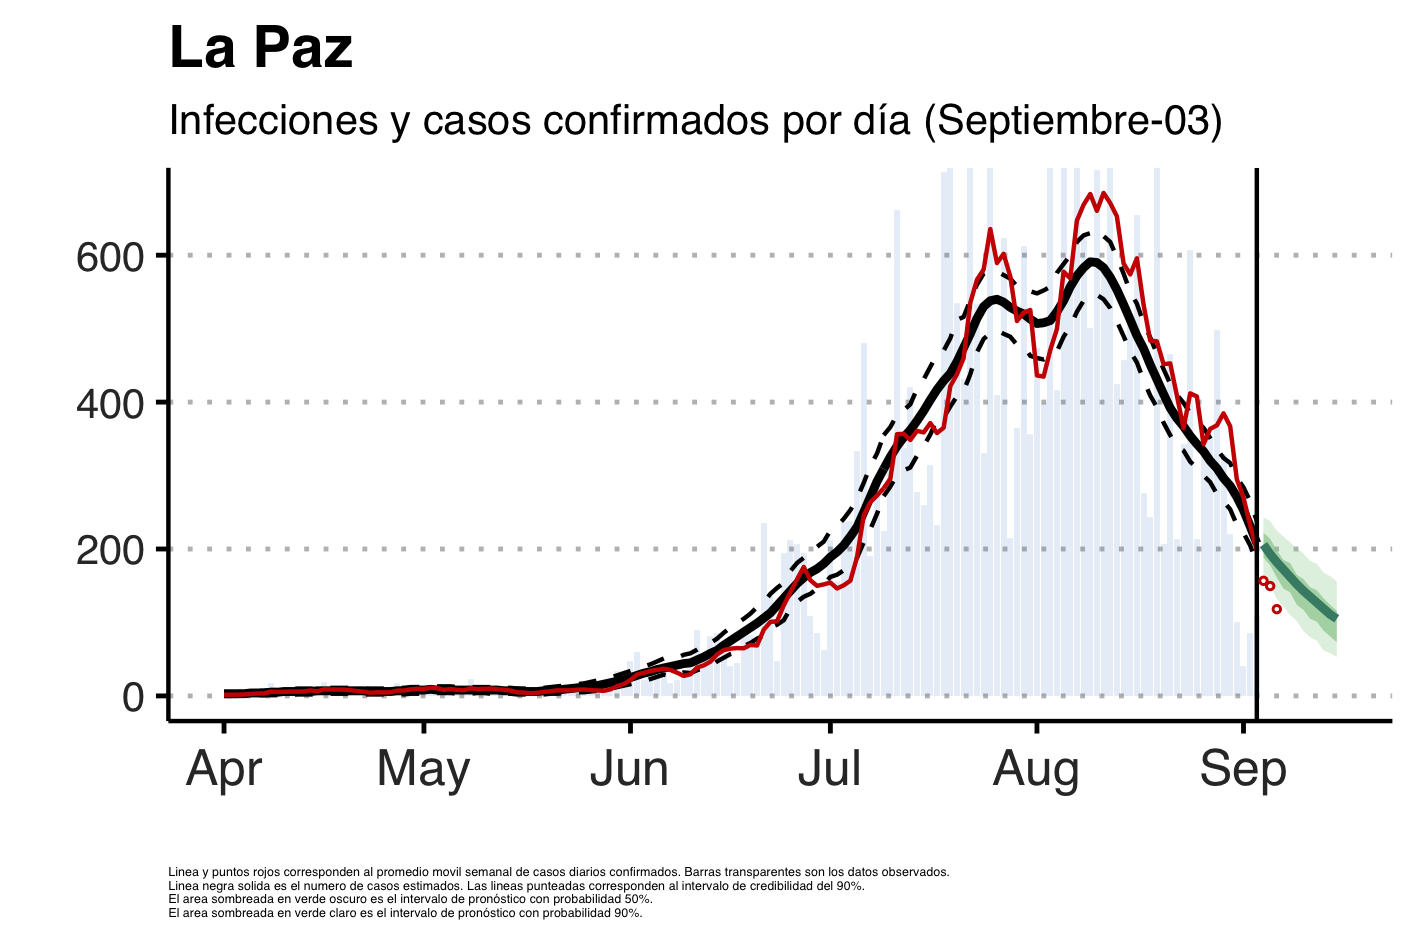 La Paz
Infecciones y casos confirmados por día (Septiembre-03)
600
400
200
0
Apr May Jun Jul Aug Sep
Linea y puntos rojos corresponden al promedio movil semanal de casos diarios confirmados. Barras transparentes son los datos observados.
Linea negra solida es el numero de casos estimados. Las lineas punteadas corresponden al intervalo de credibilidad del 90%.
El area sombreada en verde oscuro es el intervalo de pronóstico con probabilidad 50%.
El area sombreada en verde claro es el intervalo de pronóstico con probabilidad 90%.